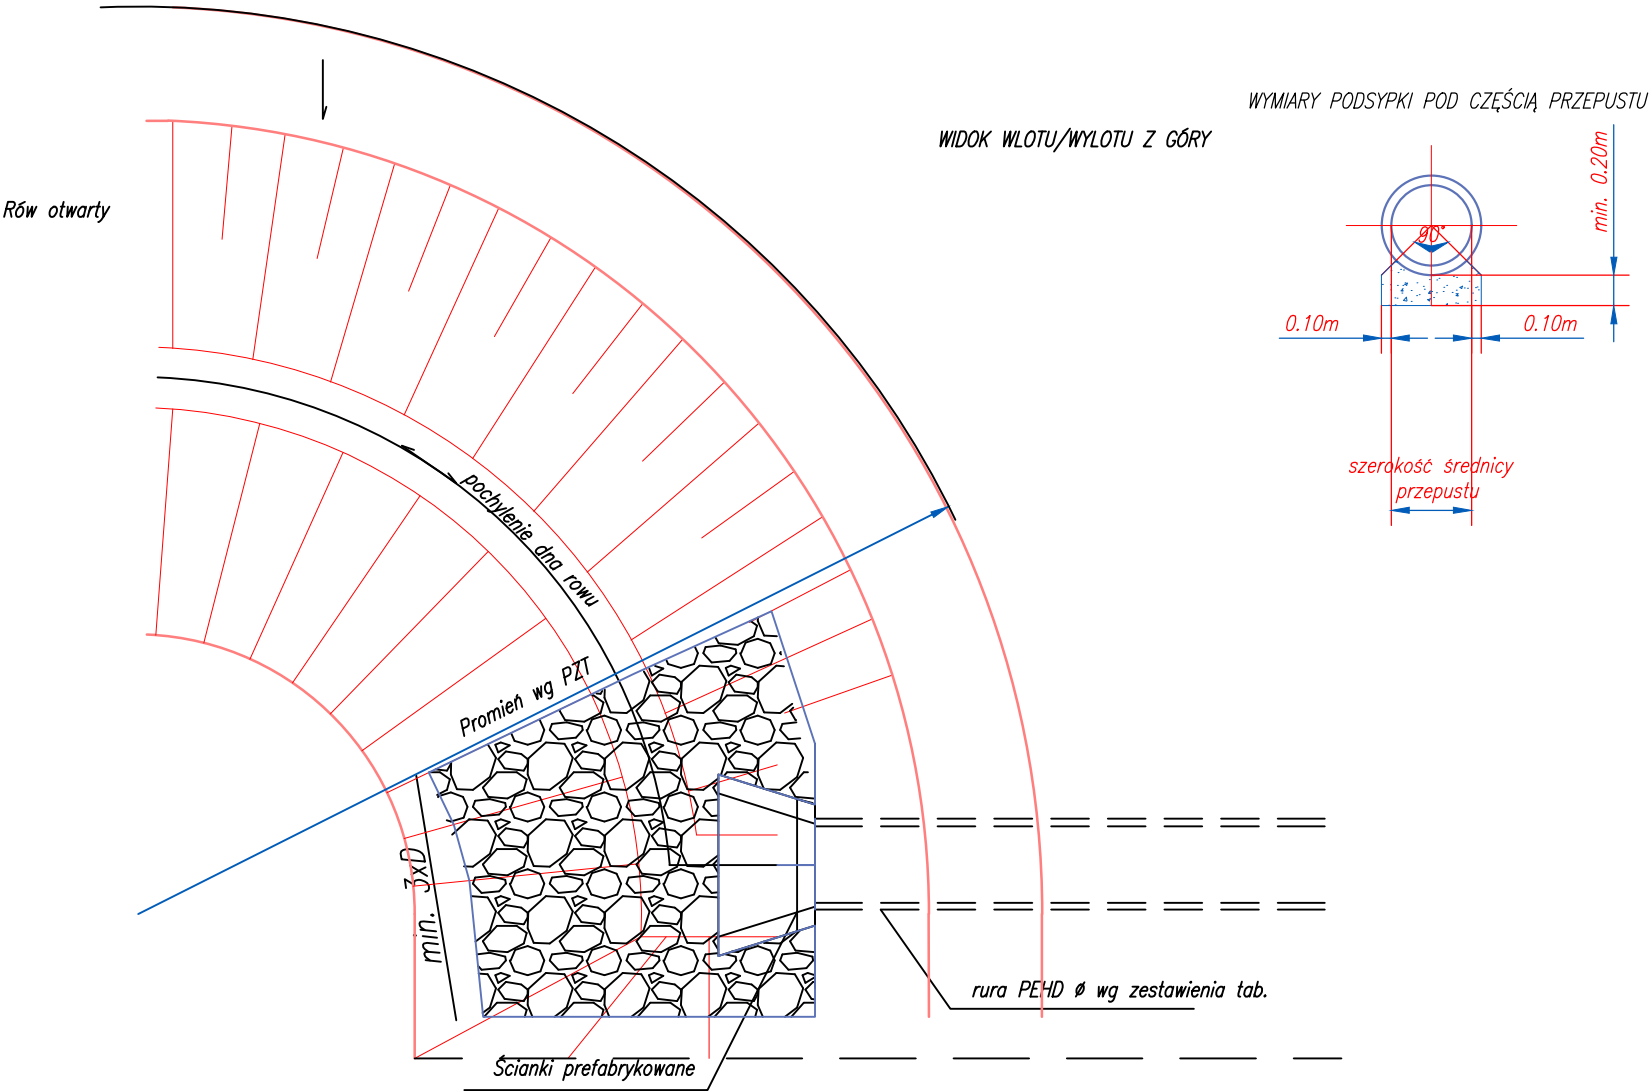 WYMIARY PODSYPKI POD CZĘŚCIĄ PRZEPUSTU
WIDOK WLOTU/WYLOTU Z GÓRY
min. 0.20m
Rów otwarty
90°
0.10m
0.10m
szerokość średnicy
przepustu
pochylenie dna rowu
Promień wg PZT
min. 3xD
rura PEHD Ø wg zestawienia tab.
Ścianki prefabrykowane